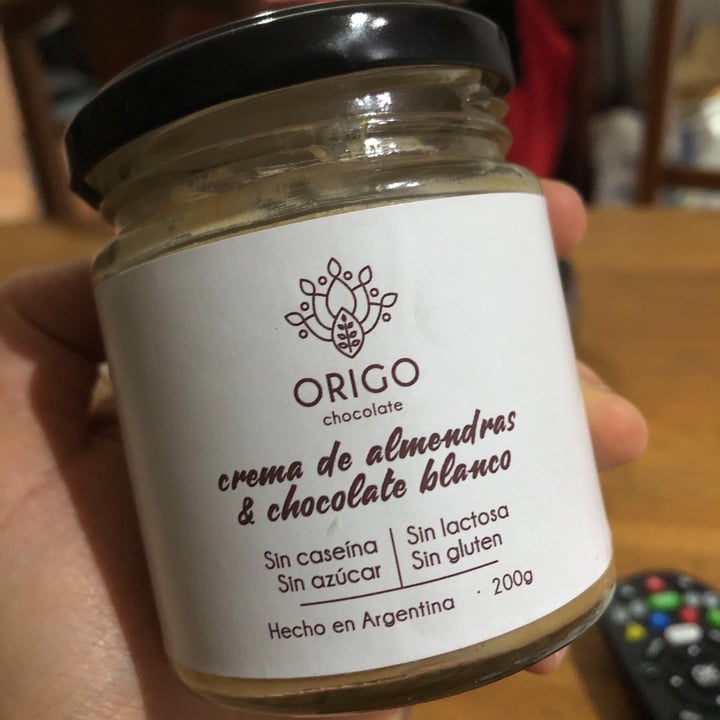 ORIGO
chocolate
crema de almendras
& chocolate blanco
Sin caseína | Sin lactosa
Sin azúcar | Sin gluten
Hecho en Argentina · 200g